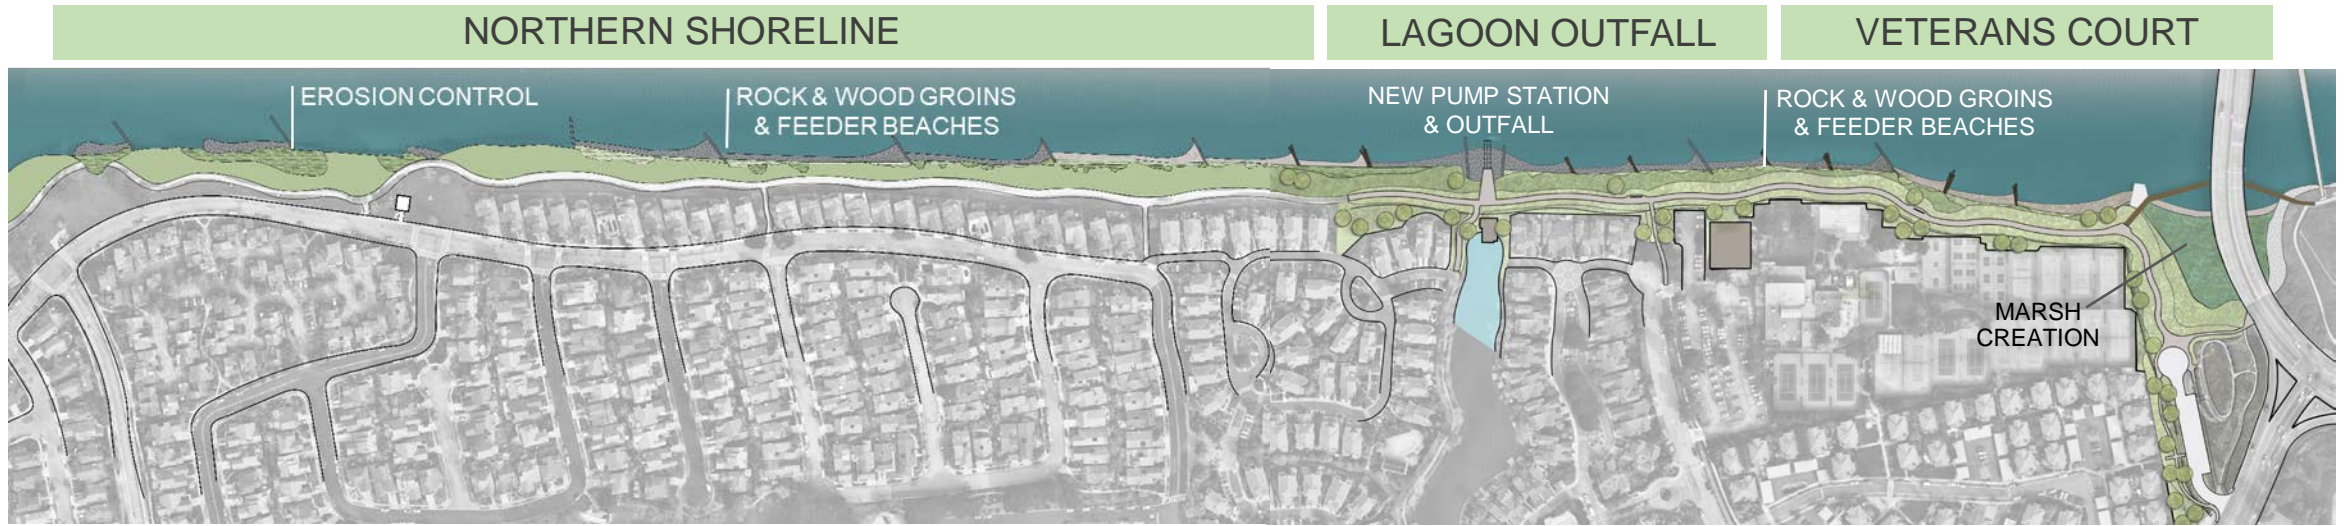 NORTHERN SHORELINE
LAGOON OUTFALL
VETERANS COURT
EROSION CONTROL
ROCK & WOOD GROINS
& FEEDER BEACHES
NEW PUMP STATION
& OUTFALL
ROCK & WOOD GROINS
& FEEDER BEACHES
MARSH
CREATION